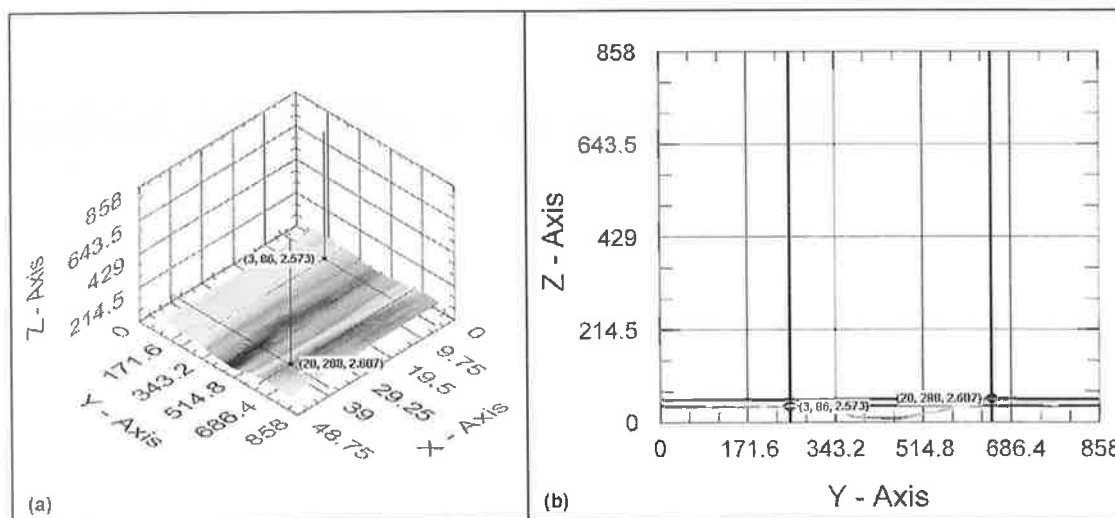 858
643.5
429
214.5
0
Z - Axis
(3, 86, 2.573)
(20, 288, 2.607)
171.6
343.2
514.8
686.4
858
Y - Axis
0
9.75
19.5
29.25
39
48.75
X - Axis
(a)
858
643.5
429
214.5
0
Z - Axis
(3, 86, 2.573)
(20, 288, 2.607)
0 171.6 343.2 514.8 686.4 858
Y - Axis
(b)